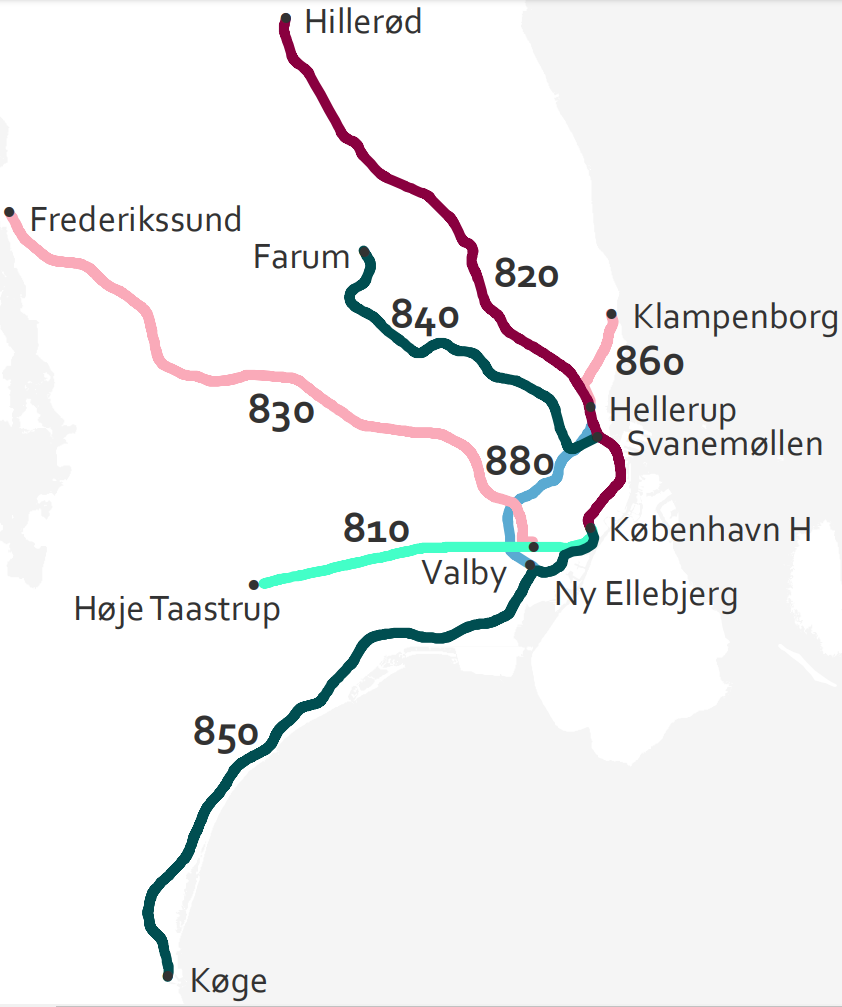 Hillerød
Frederikssund
Farum
820
840
Klampenborg
860
830
Hellerup
Svanemøllen
880
810
København H
Valby
Ny Ellebjerg
Høje Taastrup
850
Køge